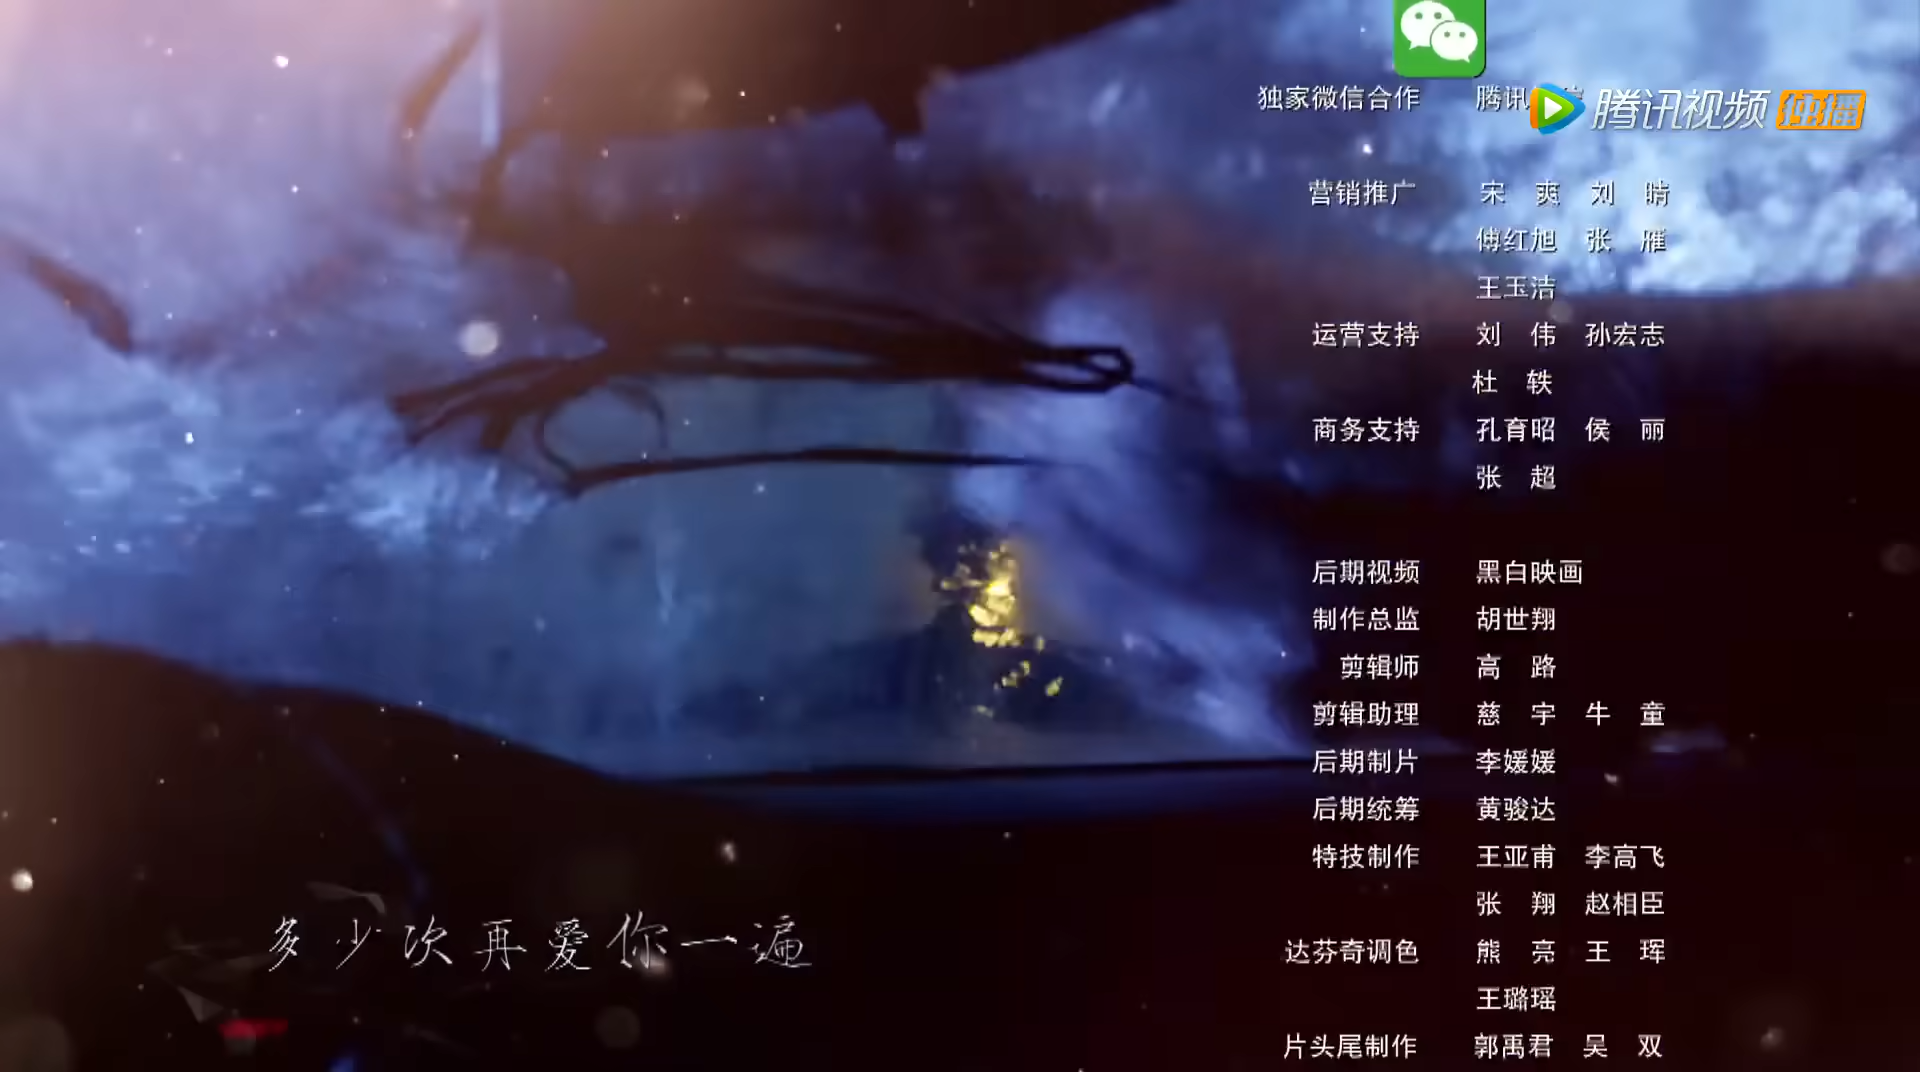 独家微信合作 腾讯
腾讯视频 独播
营销推广 宋 爽 刘 晴
傅红旭 张 雁
王玉洁
运营支持 刘 伟 孙宏志
杜 轶
商务支持 孔育昭 侯 丽
张 超
后期视频 黑白映画
制作总监 胡世翔
剪辑师 高 路
剪辑助理 慈 宇 牛 童
后期制片 李媛媛
后期统筹 黄骏达
特技制作 王亚甫 李高飞
张 翔 赵相臣
达芬奇调色 熊 亮 王 珲
王璐瑶
片头尾制作 郭禹君 吴 双
多少次再爱你一遍